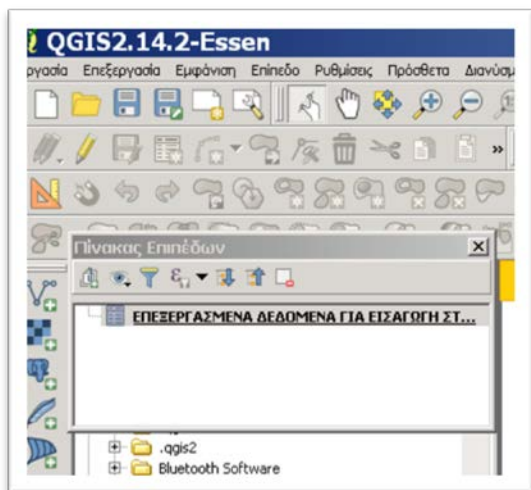 QGIS2.14.2-Essen
ργασία Επεξεργασία Εμφάνιση Επίπεδο Ρυθμίσεις Πρόσθετα Διανύσμ
»
Πίνακας Επιπέδων
ΕΠΕΞΕΡΓΑΣΜΕΝΑ ΔΕΔΟΜΕΝΑ ΓΙΑ ΕΙΣΑΓΩΓΗ ΣΤ...
.qgis2
Bluetooth Software